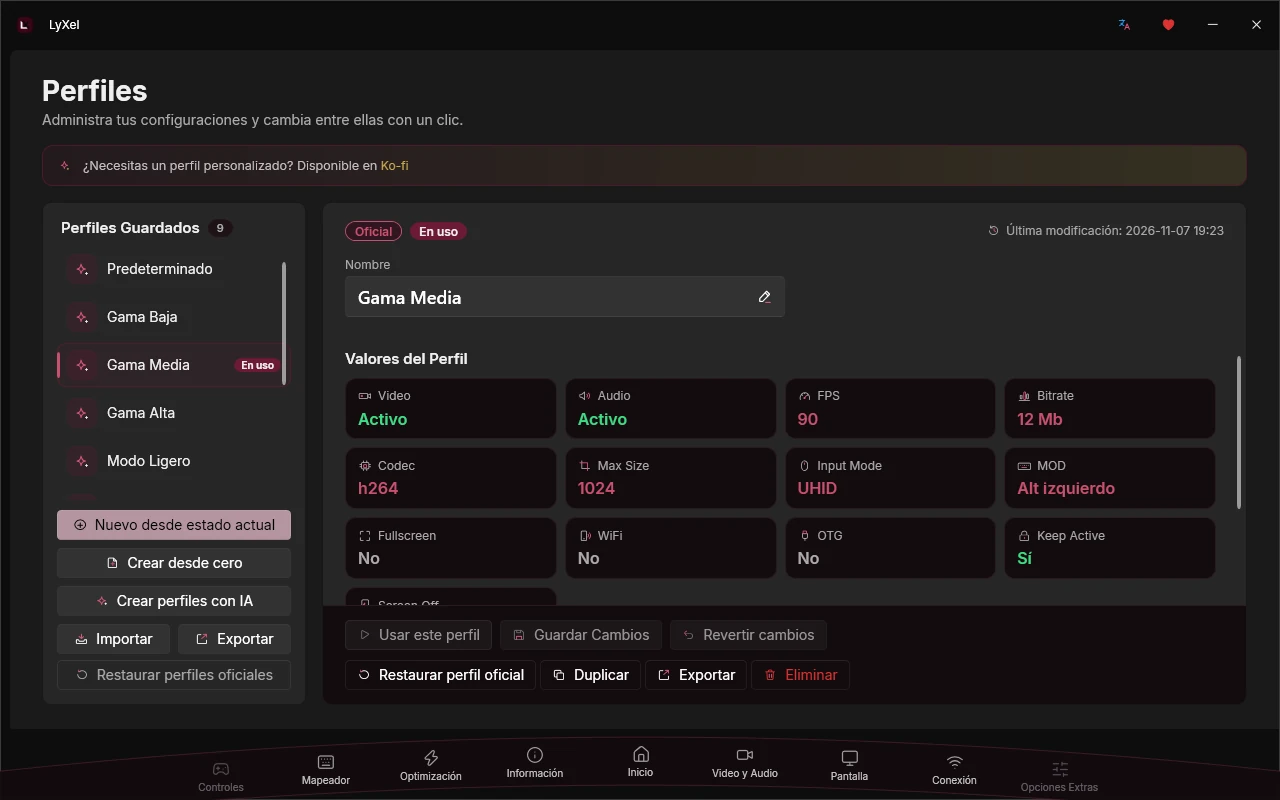 LyXel
Perfiles
Administra tus configuraciones y cambia entre ellas con un clic.
¿Necesitas un perfil personalizado? Disponible en Ko-fi
Perfiles Guardados 9
Predeterminado
Gama Baja
Gama Media En uso
Gama Alta
Modo Ligero
Nuevo desde estado actual
Crear desde cero
Crear perfiles con IA
Importar Exportar
Restaurar perfiles oficiales
Oficial En uso Última modificación: 2026-11-07 19:23
Nombre
Gama Media
Valores del Perfil
Video Audio FPS Bitrate
Activo Activo 90 12 Mb
Codec Max Size Input Mode MOD
h264 1024 UHID Alt izquierdo
Fullscreen WiFi OTG Keep Active
No No No Sí
Screen Off
Usar este perfil Guardar Cambios Revertir cambios
Restaurar perfil oficial Duplicar Exportar Eliminar
Controles Mapeador Optimización Información Inicio Video y Audio Pantalla Conexión Opciones Extras